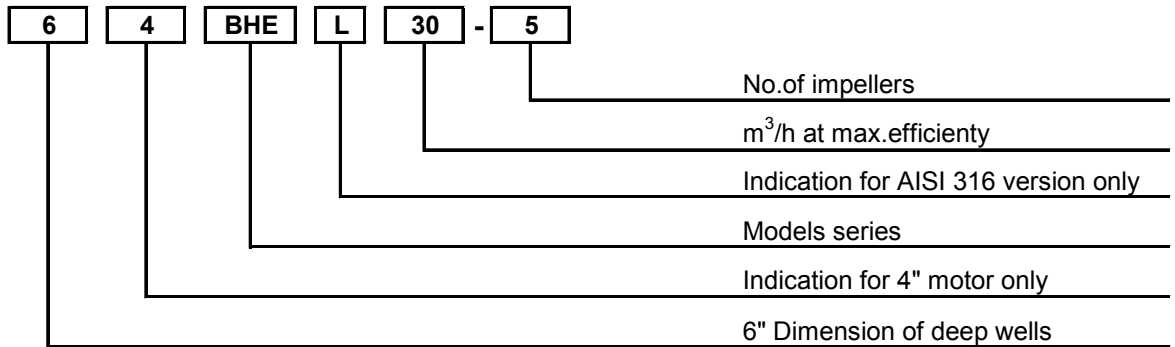 6 4 BHE L 30 - 5
No.of impellers
m³/h at max.efficienty
Indication for AISI 316 version only
Models series
Indication for 4" motor only
6" Dimension of deep wells